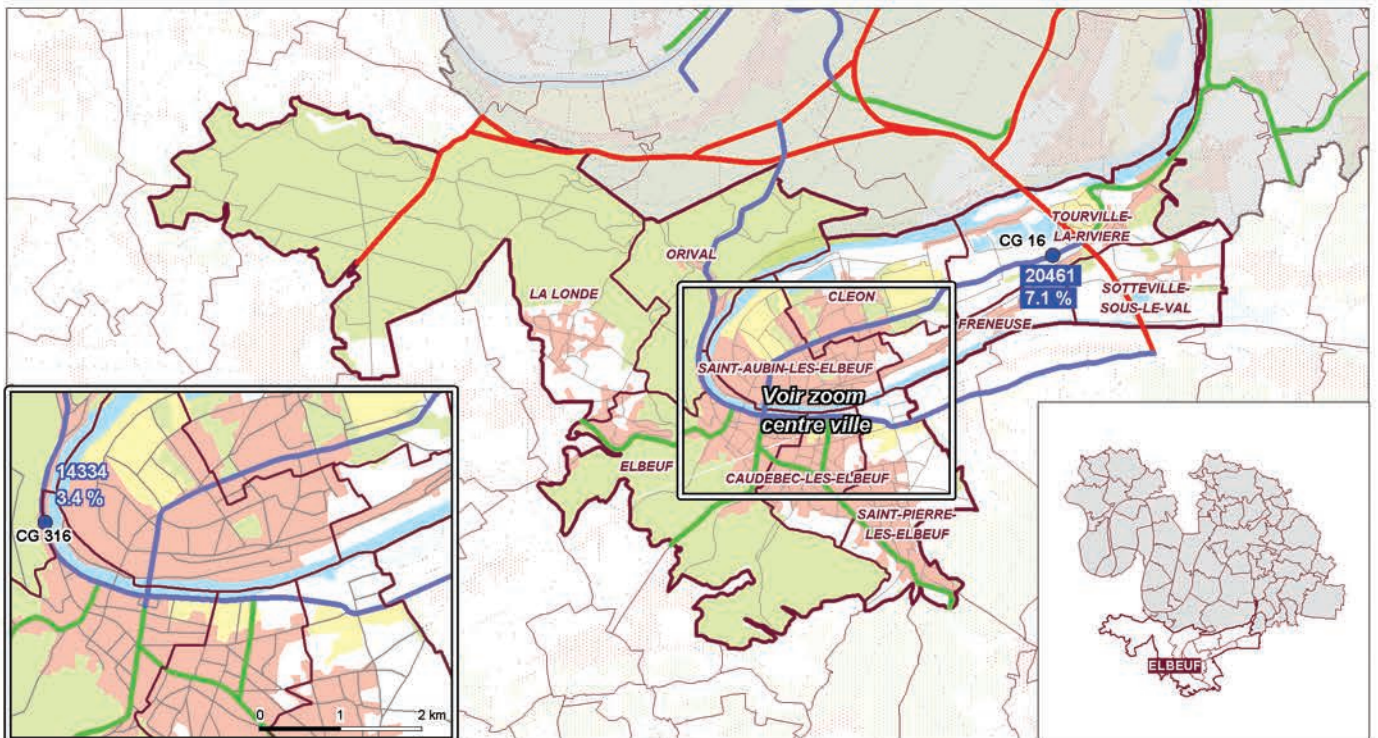 TOURVILLE-
LA-RIVIERE
CG 16
ORIVAL
20461
7.1 %
SOTTEVILLE-
SOUS-LE-VAL
LA LONDE
CLEON
FRENEUSE
SAINT-AUBIN-LES-ELBEUF
Voir zoom
centre ville
ELBEUF
CAUDEBEC-LES-ELBEUF
SAINT-PIERRE-
LES-ELBEUF
14334
3.4 %
CG 316
0 1 2 km
ELBEUF